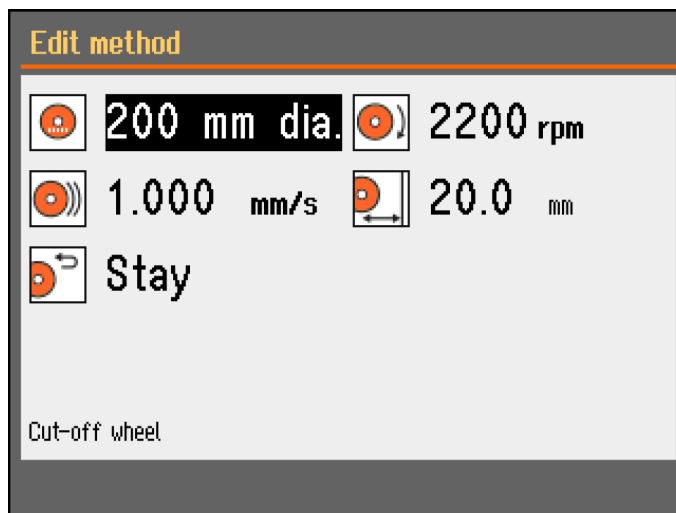 Edit method
200 mm dia. 2200 rpm
1.000 mm/s 20.0 mm
Stay
Cut-off wheel